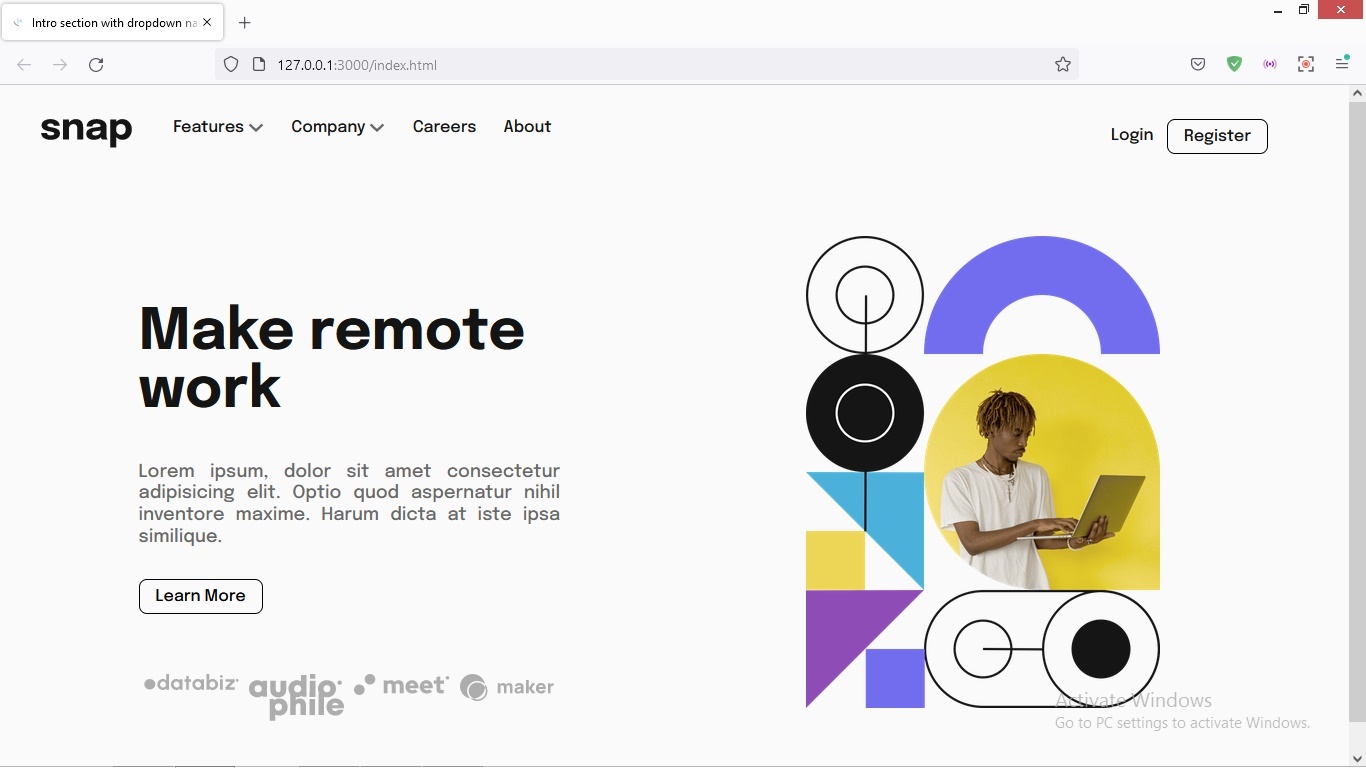 Intro section with dropdown na
127.0.0.1:3000/index.html
snap
Features
Company
Careers
About
Login
Register
Make remote
work
Lorem ipsum, dolor sit amet consectetur
adipisicing elit. Optio quod aspernatur nihil
inventore maxime. Harum dicta at iste ipsa
similique.
Learn More
databiz
audio
phile
meet
maker
Activate Windows
Go to PC settings to activate Windows.